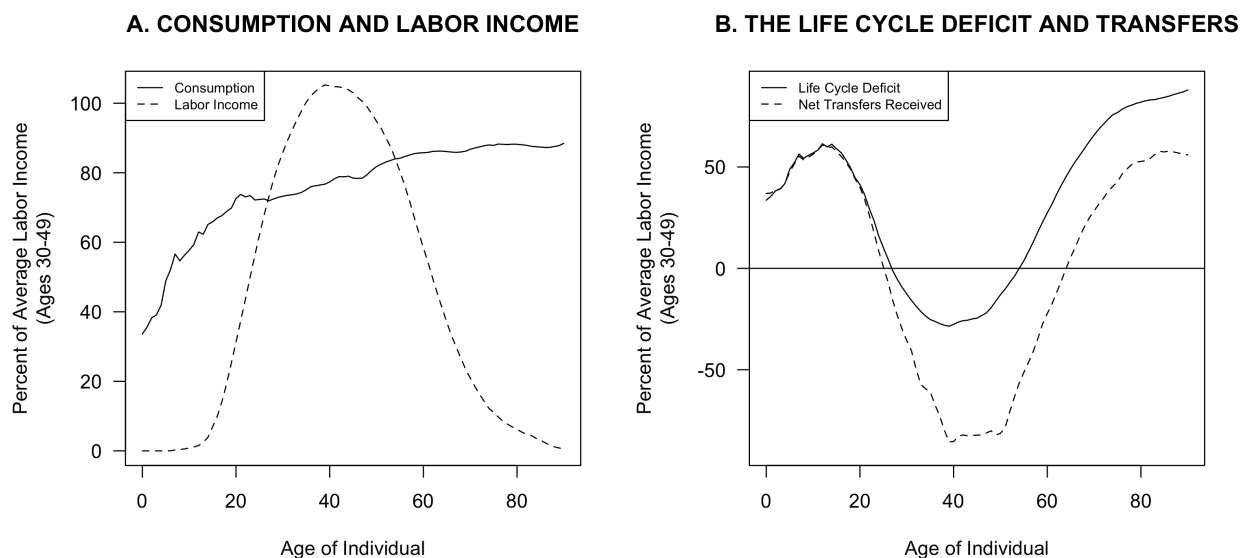 A. CONSUMPTION AND LABOR INCOME
Consumption
Labor Income
Percent of Average Labor Income
(Ages 30-49)
100
80
60
40
20
0
0 20 40 60 80
Age of Individual
B. THE LIFE CYCLE DEFICIT AND TRANSFERS
Life Cycle Deficit
Net Transfers Received
Percent of Average Labor Income
(Ages 30-49)
50
0
-50
0 20 40 60 80
Age of Individual